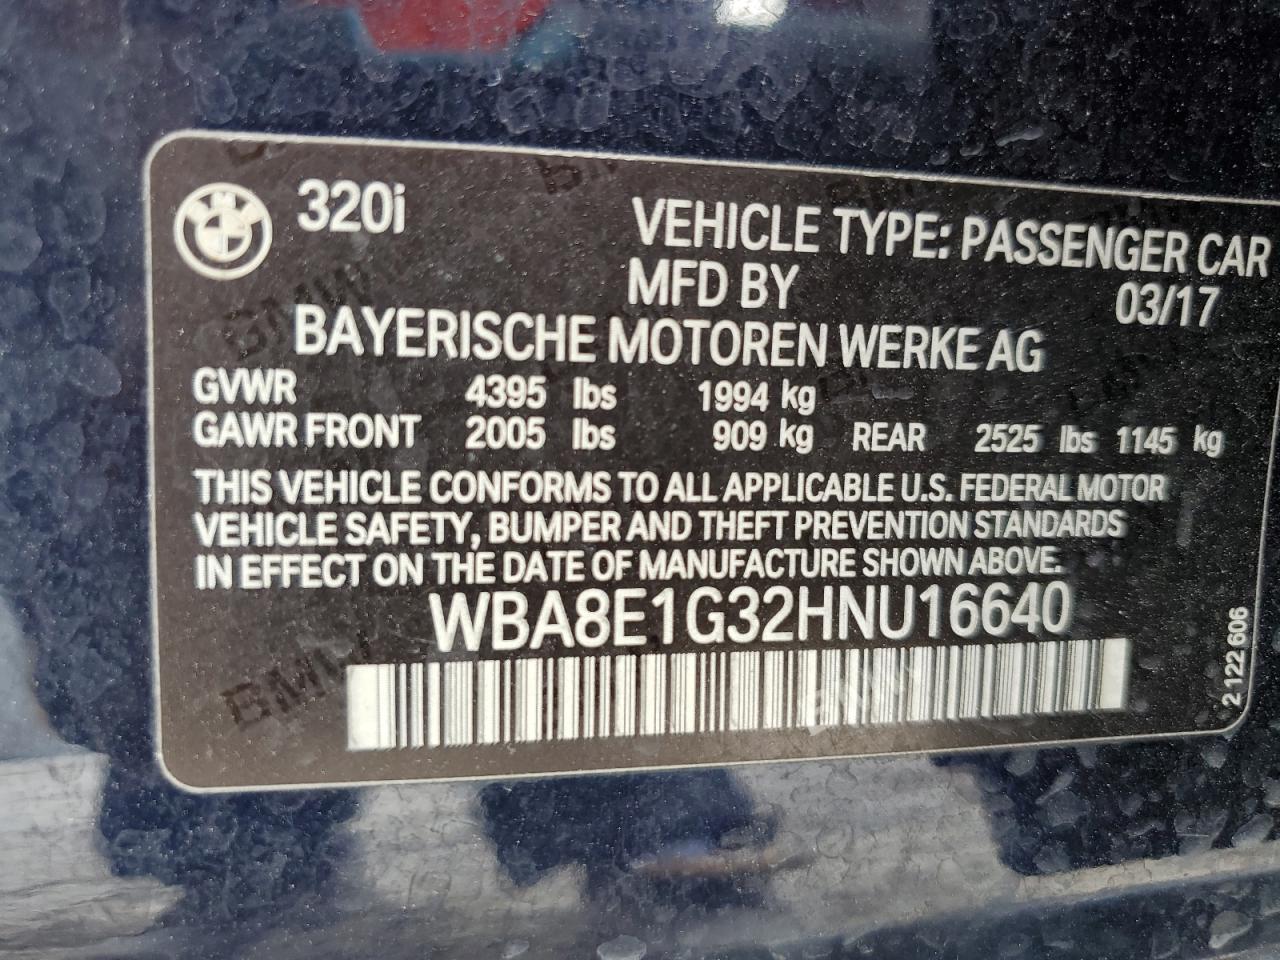 320i
VEHICLE TYPE: PASSENGER CAR
MFD BY 03/17
BAYERISCHE MOTOREN WERKE AG
GVWR 4395 lbs 1994 kg
GAWR FRONT 2005 lbs 909 kg REAR 2525 lbs 1145 kg
THIS VEHICLE CONFORMS TO ALL APPLICABLE U.S. FEDERAL MOTOR
VEHICLE SAFETY, BUMPER AND THEFT PREVENTION STANDARDS
IN EFFECT ON THE DATE OF MANUFACTURE SHOWN ABOVE.
WBA8E1G32HNU16640
2 122 606
BMW